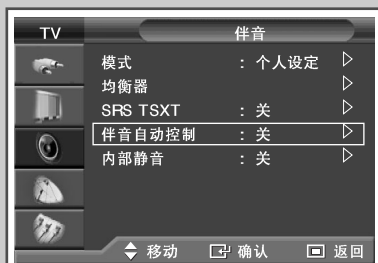 TV 伴音
模式 : 个人设定
均衡器
SRS TSXT : 关
伴音自动控制 : 关
内部静音 : 关
移动 确认 返回